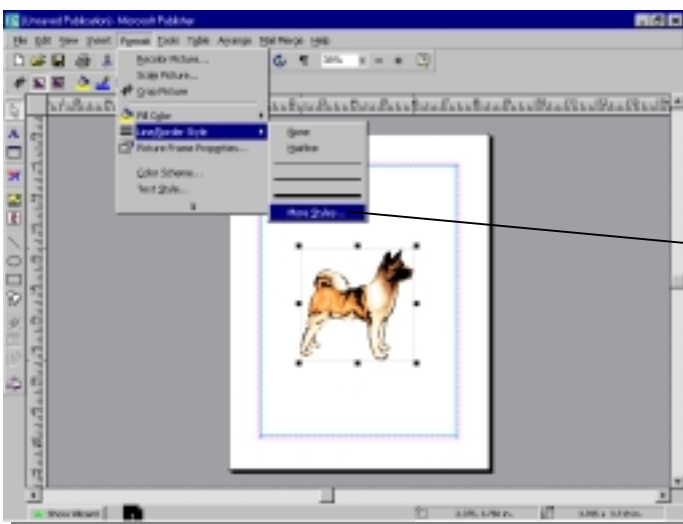 (Unsaved Publication) - Microsoft Publisher
File Edit View Insert Format Tools Table Arrange Mail Merge Help
Recolor Picture...
Scale Picture...
Crop Picture
38%
Fill Color
Line/Border Style
None
Picture Frame Properties...
Hairline
Color Scheme...
Text Style...
More Styles...
Show Wizard